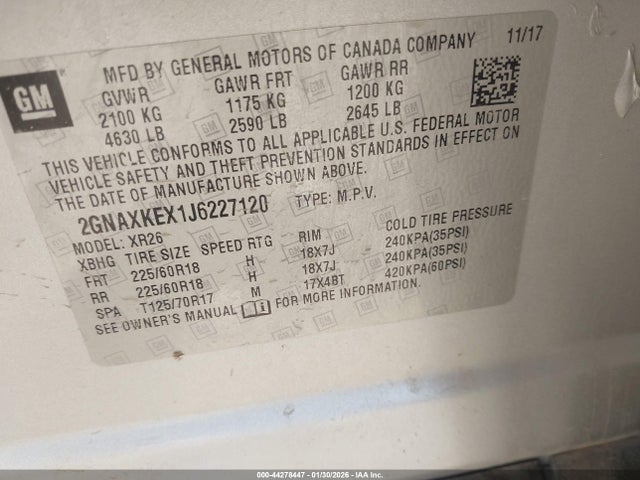 GM
MFD BY GENERAL MOTORS OF CANADA COMPANY 11/17
GVWR GAWR FRT GAWR RR
2100 KG 1175 KG 1200 KG
4630 LB 2590 LB 2645 LB
THIS VEHICLE CONFORMS TO ALL APPLICABLE U.S. FEDERAL MOTOR
VEHICLE SAFETY AND THEFT PREVENTION STANDARDS IN EFFECT ON
THE DATE OF MANUFACTURE SHOWN ABOVE.
2GNAXKEX1J6227120 TYPE: M.P.V.
MODEL: XR26
XBHG TIRE SIZE SPEED RTG RIM COLD TIRE PRESSURE
FRT 225/60R18 H 18X7J 240KPA(35PSI)
RR 225/60R18 H 18X7J 240KPA(35PSI)
SPA T125/70R17 M 17X4BT 420KPA(60PSI)
SEE OWNER'S MANUAL i FOR MORE INFORMATION.
000-44278447 - 01/30/2026 - IAA Inc.